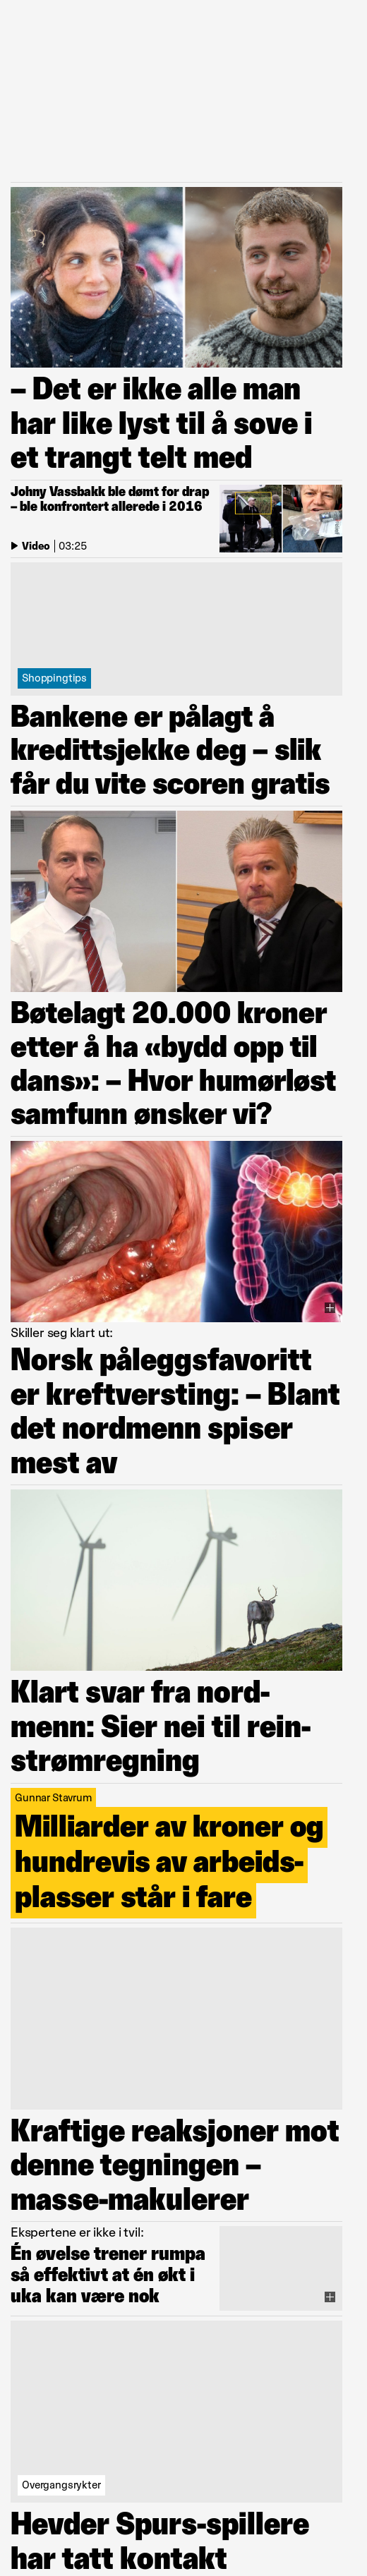 – Det er ikke alle man
har like lyst til å sove i
et trangt telt med
Johny Vassbakk ble dømt for drap
– ble konfrontert allerede i 2016
Video | 03:25
Shoppingtips
Bankene er pålagt å
kredittsjekke deg – slik
får du vite scoren gratis
Bøtelagt 20.000 kroner
etter å ha «bydd opp til
dans»: – Hvor humørløst
samfunn ønsker vi?
Skiller seg klart ut:
Norsk påleggsfavoritt
er kreftversting: – Blant
det nordmenn spiser
mest av
Klart svar fra nord-
menn: Sier nei til rein-
strømregning
Gunnar Stavrum
Milliarder av kroner og
hundrevis av arbeids-
plasser står i fare
Kraftige reaksjoner mot
denne tegningen –
masse-makulerer
Ekspertene er ikke i tvil:
Én øvelse trener rumpa
så effektivt at én økt i
uka kan være nok
Overgangsrykter
Hevder Spurs-spillere
har tatt kontakt